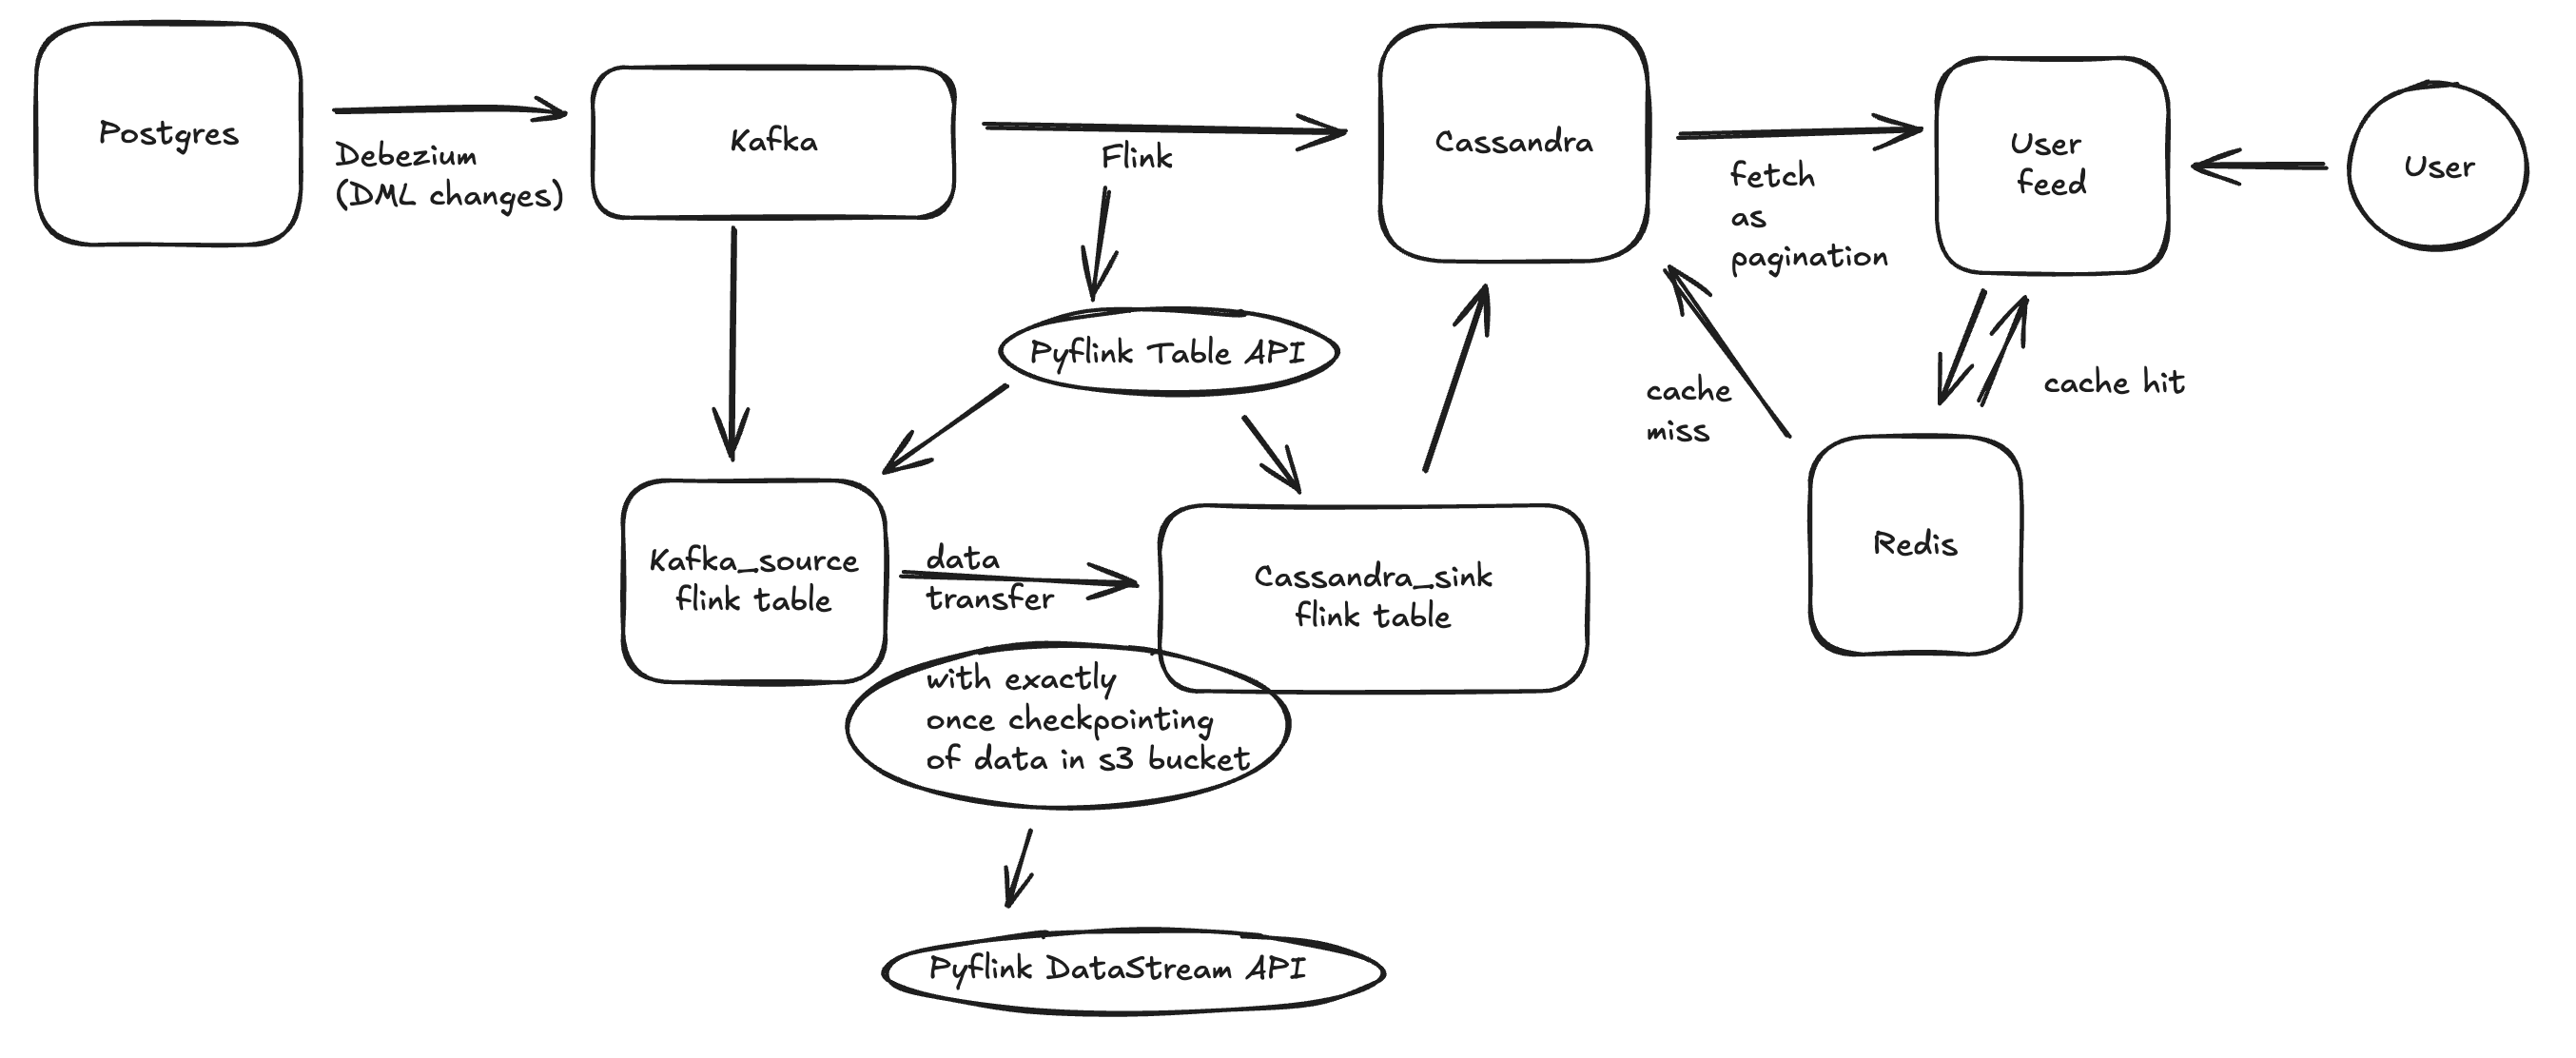 Postgres
Debezium
(DML changes)
Kafka
Flink
Cassandra
fetch
as
pagination
User
feed
User
Pyflink Table API
cache
miss
cache hit
Kafka_source
flink table
data
transfer
Cassandra_sink
flink table
Redis
with exactly
once checkpointing
of data in s3 bucket
Pyflink DataStream API